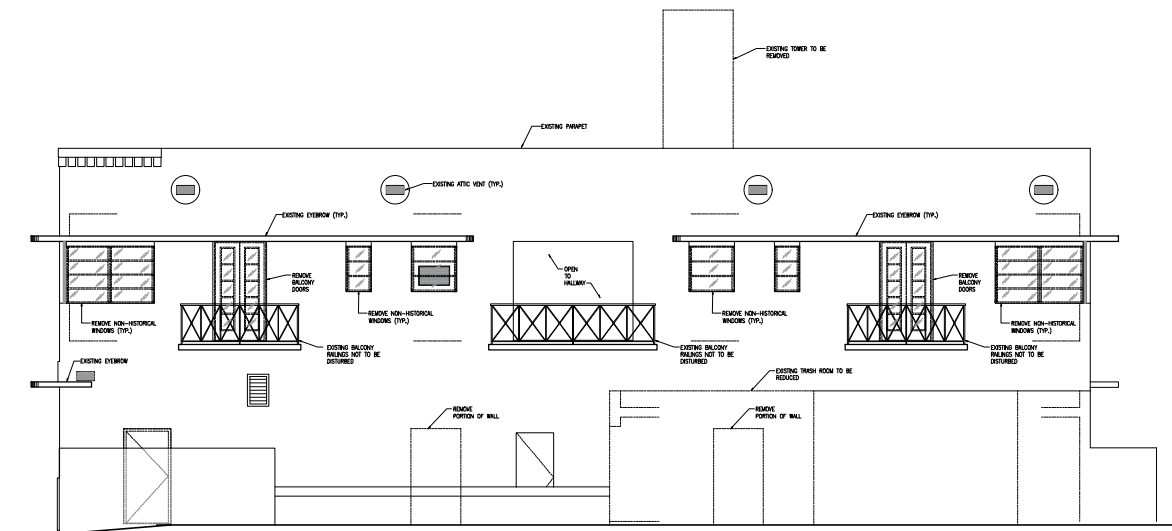 EXISTING TOWER TO BE
REMOVED
EXISTING PARAPET
EXISTING ATTIC VENT (TYP.)
EXISTING EYEBROW (TYP.)
EXISTING EYEBROW (TYP.)
OPEN
TO
HALLWAY
REMOVE
BALCONY
DOORS
REMOVE
BALCONY
DOORS
REMOVE NON-HISTORICAL
WINDOWS (TYP.)
REMOVE NON-HISTORICAL
WINDOWS (TYP.)
REMOVE NON-HISTORICAL
WINDOWS (TYP.)
REMOVE NON-HISTORICAL
WINDOWS (TYP.)
EXISTING BALCONY
RAILINGS NOT TO BE
DISTURBED
EXISTING BALCONY
RAILINGS NOT TO BE
DISTURBED
EXISTING BALCONY
RAILINGS NOT TO BE
DISTURBED
EXISTING EYEBROW
EXISTING TRASH ROOM TO BE
REDUCED
REMOVE
PORTION OF WALL
REMOVE
PORTION OF WALL